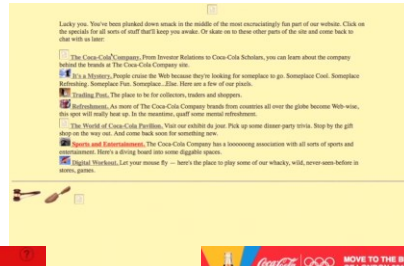 Lucky you. You've been plunked down smack in the middle of the most excruciatingly fun part of our website. Click on
the specials for all sorts of stuff that'll keep you awake. Or skate on to these other parts of the site and come back to
chat with us later:
The Coca-Cola Company. From Investor Relations to Coca-Cola Scholars, you can learn about the company
behind the brands at The Coca-Cola Company site.
It's a Mystery. People cruise the Web because they're looking for someplace to go. Someplace Cool. Someplace
Refreshing. Someplace Fun. Someplace...Else. Here are a few of our pixels.
Trading Post. The place to be for collectors, traders and shoppers.
Refreshment. As more of The Coca-Cola Company brands from countries all over the globe become Web-wise,
this spot will really heat up. In the meantime, quaff some mental refreshment.
The World of Coca-Cola Pavilion. Visit our exhibit du jour. Pick up some dinner-party trivia. Stop by the gift
shop on the way out. And come back soon for something new.
Sports and Entertainment. The Coca-Cola Company has a loooooong association with all sorts of sports and
entertainment. Here's a diving board into some diggable spaces.
Digital Workout. Let your mouse fly — here's the place to play some of our whacky, wild, never-seen-before in
stores, games.
?
Coca-Cola
MOVE TO THE B